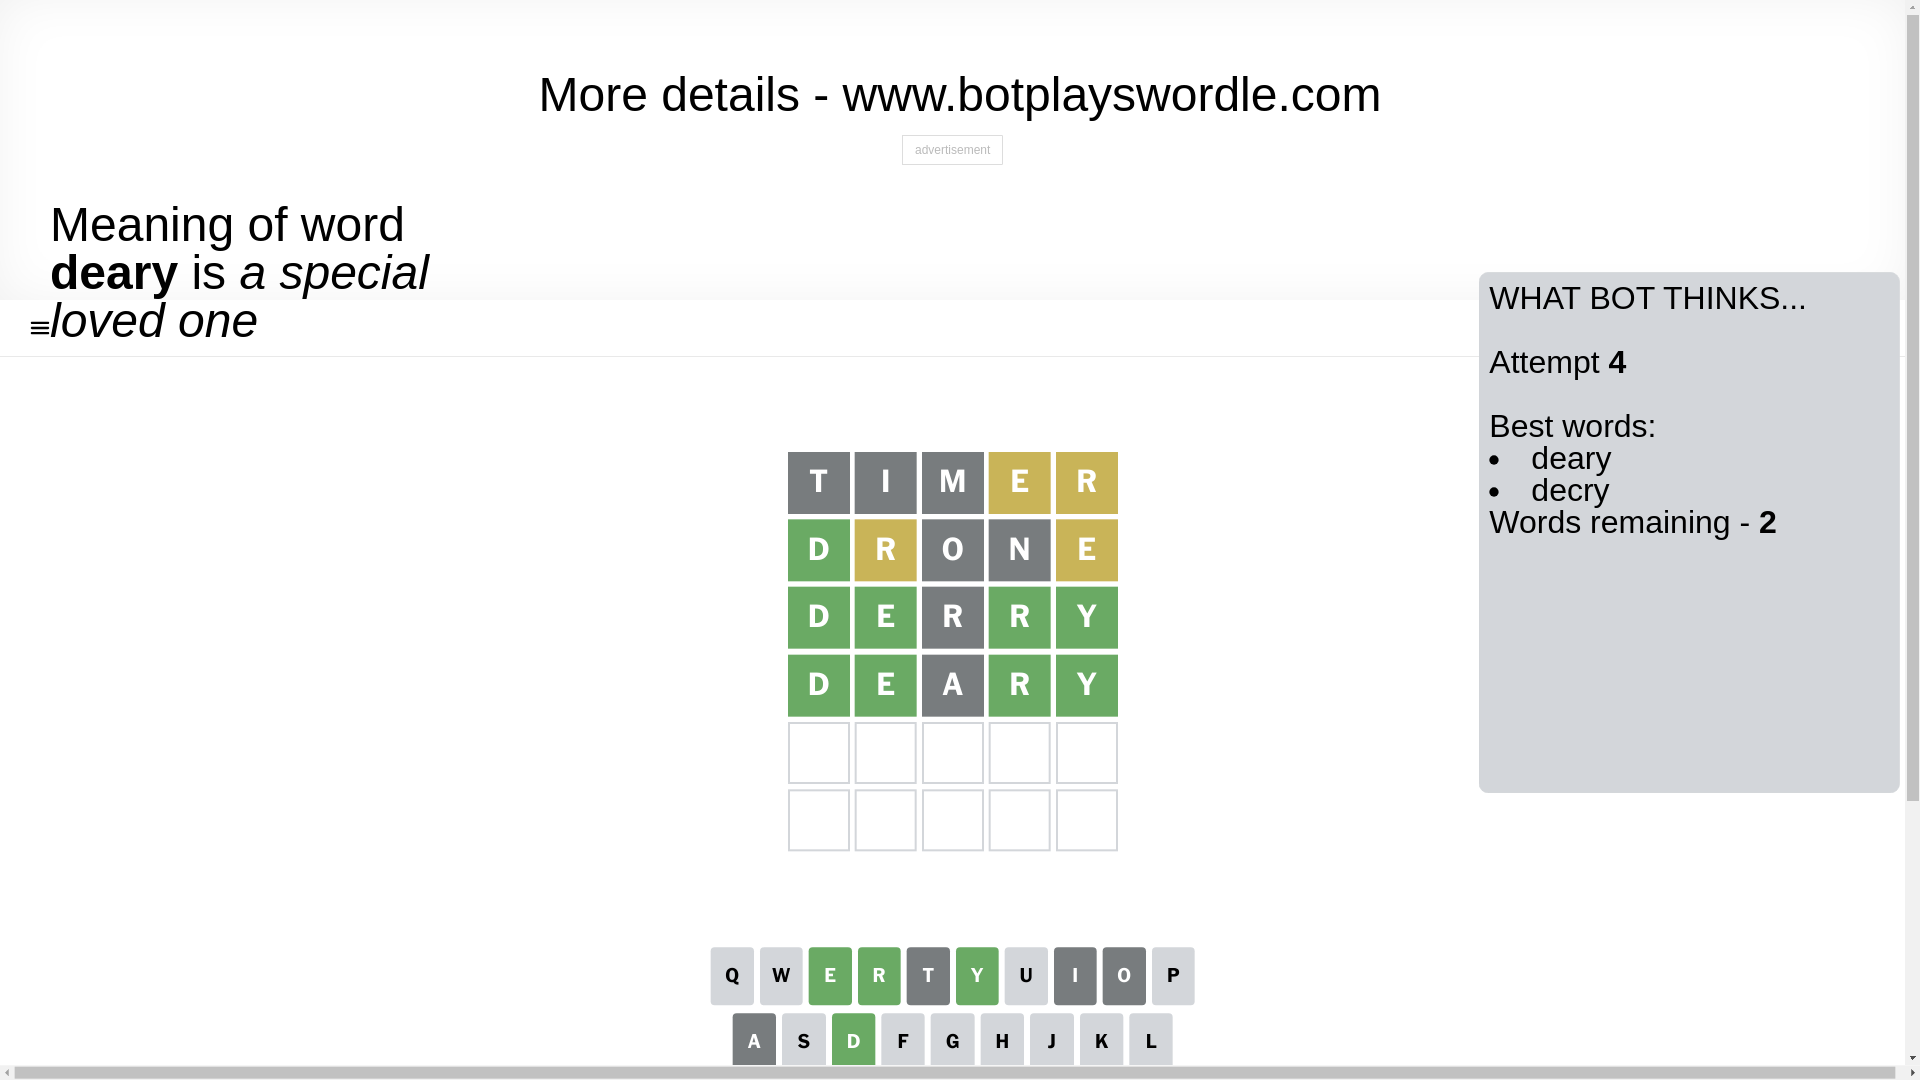 More details - www.botplayswordle.com
advertisement
Meaning of word
deary is a special
loved one
WHAT BOT THINKS...
Attempt 4
Best words:
• deary
• decry
Words remaining - 2
T I M E R
D R O N E
D E R R Y
D E A R Y
Q W E R T Y U I O P
A S D F G H J K L